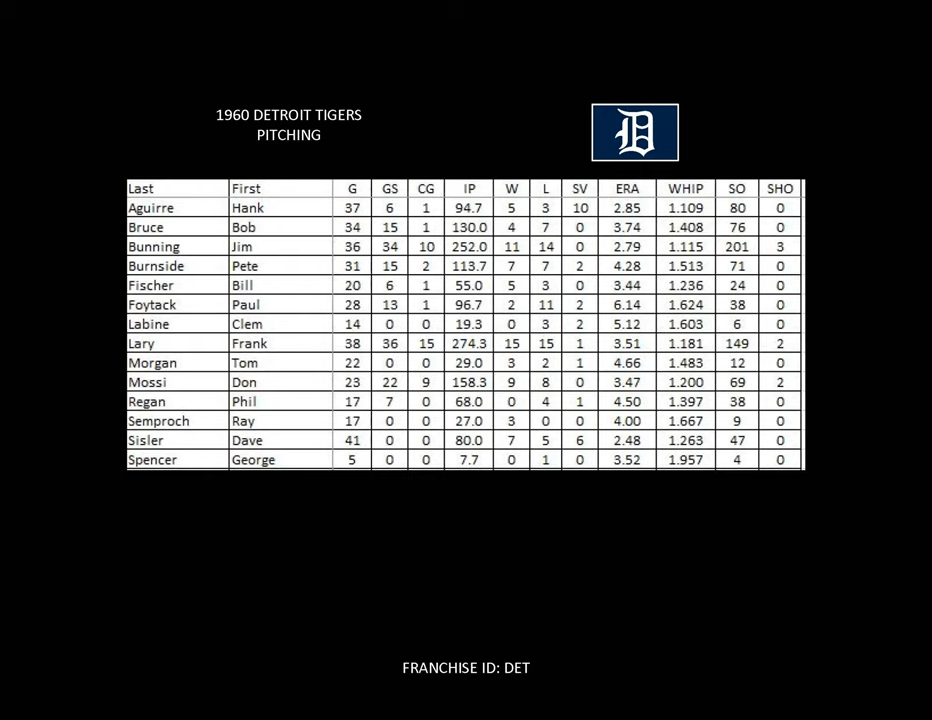 1960 DETROIT TIGERS
PITCHING
D
Last First G GS CG IP W L SV ERA WHIP SO SHO
Aguirre Hank 37 6 1 94.7 5 3 10 2.85 1.109 80 0
Bruce Bob 34 15 1 130.0 4 7 0 3.74 1.408 76 0
Bunning Jim 36 34 10 252.0 11 14 0 2.79 1.115 201 3
Burnside Pete 31 15 2 113.7 7 7 2 4.28 1.513 71 0
Fischer Bill 20 6 1 55.0 5 3 0 3.44 1.236 24 0
Foytack Paul 28 13 1 96.7 2 11 2 6.14 1.624 38 0
Labine Clem 14 0 0 19.3 0 3 2 5.12 1.603 6 0
Lary Frank 38 36 15 274.3 15 15 1 3.51 1.181 149 2
Morgan Tom 22 0 0 29.0 3 2 1 4.66 1.483 12 0
Mossi Don 23 22 9 158.3 9 8 0 3.47 1.200 69 2
Regan Phil 17 7 0 68.0 0 4 1 4.50 1.397 38 0
Semproch Ray 17 0 0 27.0 3 0 0 4.00 1.667 9 0
Sisler Dave 41 0 0 80.0 7 5 6 2.48 1.263 47 0
Spencer George 5 0 0 7.7 0 1 0 3.52 1.957 4 0
FRANCHISE ID: DET